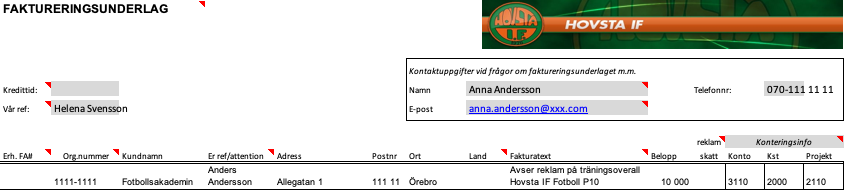 FAKTURERINGSUNDERLAG
HOVSTA IF
Kontaktuppgifter vid frågor om faktureringsunderlaget m.m.
Kredittid:
Namn Anna Andersson Telefonnr: 070-111 11 11
Vår ref: Helena Svensson
E-post anna.andersson@xxx.com
reklam Konteringsinfo
Erh. FA# Org.nummer Kundnamn Er ref/attention Adress Postnr Ort Land Fakturatext Belopp skatt Konto Kst Projekt
Anders Avser reklam på träningsoverall
1111-1111 Fotbollsakademin Andersson Allegatan 1 111 11 Örebro Hovsta IF Fotboll P10 10 000 3110 2000 2110